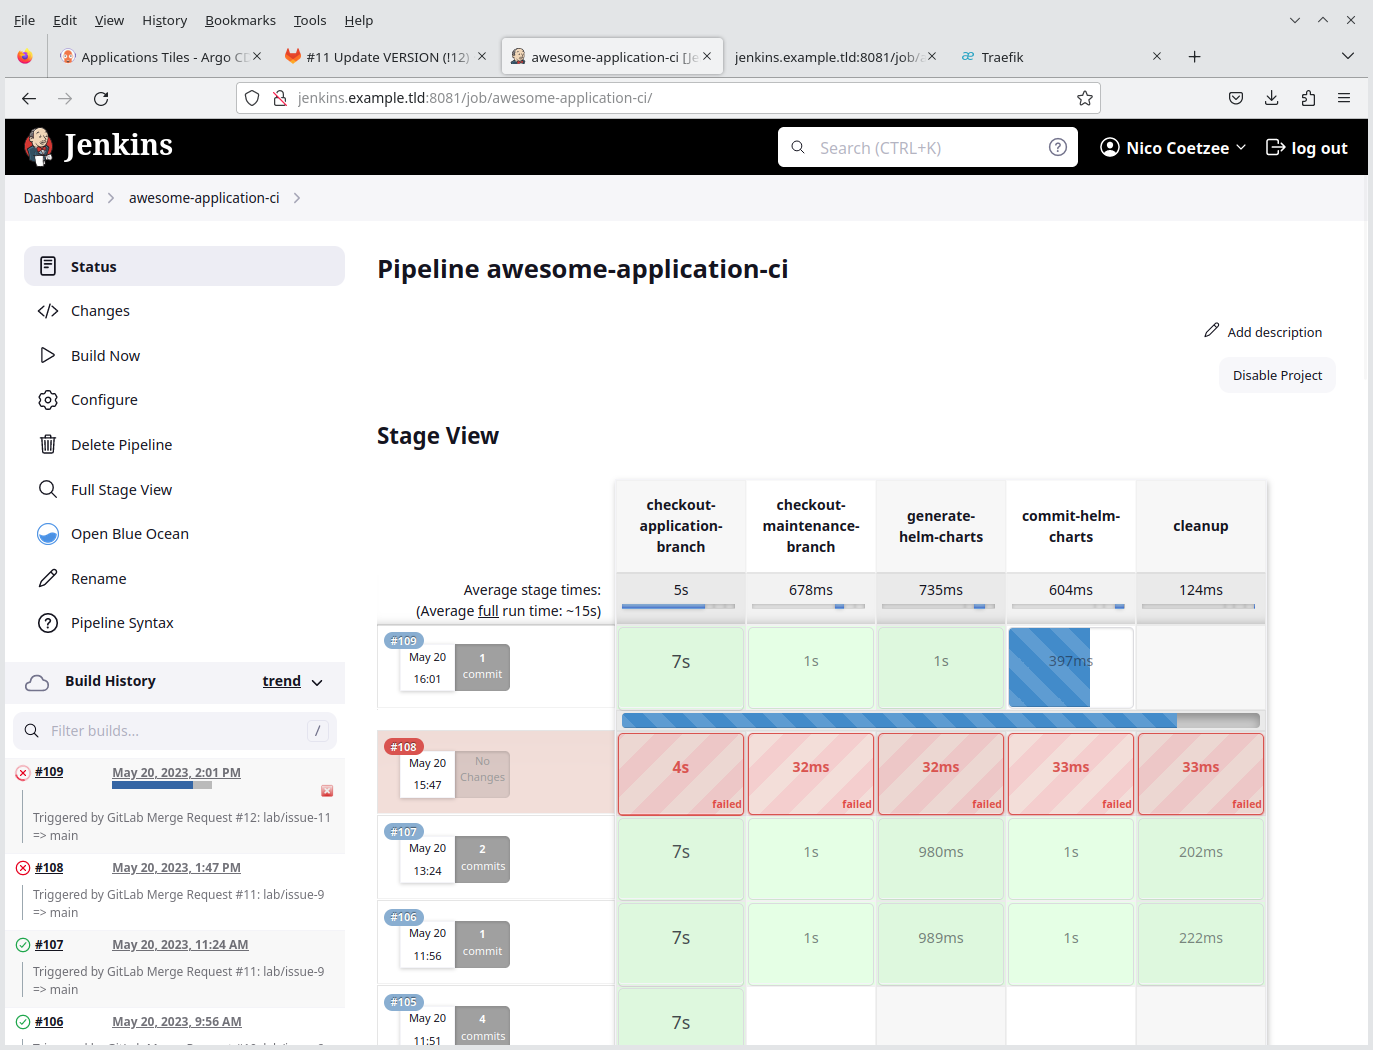 File Edit View History Bookmarks Tools Help
Applications Tiles - Argo CD
#11 Update VERSION (!12)
awesome-application-ci [Je
jenkins.example.tld:8081/job/a
Traefik
jenkins.example.tld:8081/job/awesome-application-ci/
Jenkins
Search (CTRL+K)
Nico Coetzee
log out
Dashboard
awesome-application-ci
Status
Changes
Build Now
Configure
Delete Pipeline
Full Stage View
Open Blue Ocean
Rename
Pipeline Syntax
Build History
trend
Filter builds...
/
#109 May 20, 2023, 2:01 PM
Triggered by GitLab Merge Request #12: lab/issue-11
=> main
#108 May 20, 2023, 1:47 PM
Triggered by GitLab Merge Request #11: lab/issue-9
=> main
#107 May 20, 2023, 11:24 AM
Triggered by GitLab Merge Request #11: lab/issue-9
=> main
#106 May 20, 2023, 9:56 AM
Pipeline awesome-application-ci
Add description
Disable Project
Stage View
checkout-
application-
branch
checkout-
maintenance-
branch
generate-
helm-charts
commit-helm-
charts
cleanup
Average stage times:
(Average full run time: ~15s)
5s 678ms 735ms 604ms 124ms
#109
May 20
16:01
1
commit
7s 1s 1s 397ms
#108
May 20
15:47
No
Changes
4s 32ms 32ms 33ms 33ms
failed failed failed failed failed
#107
May 20
13:24
2
commits
7s 1s 980ms 1s 202ms
#106
May 20
11:56
1
commit
7s 1s 989ms 1s 222ms
#105
May 20
11:51
4
commits
7s